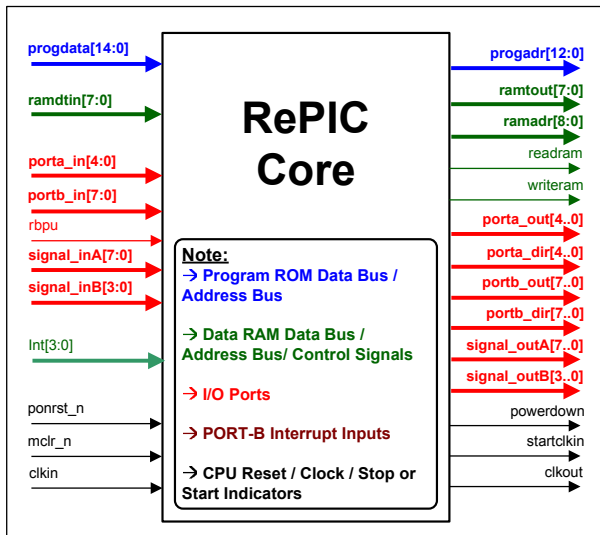 progdata[14:0]
ramdtin[7:0]
porta_in[4:0]
portb_in[7:0]
rbpu
signal_inA[7:0]
signal_inB[3:0]
Int[3:0]
ponrst_n
mclr_n
clkin
RePIC
Core
Note:
→ Program ROM Data Bus /
Address Bus
→ Data RAM Data Bus /
Address Bus/ Control Signals
→ I/O Ports
→ PORT-B Interrupt Inputs
→ CPU Reset / Clock / Stop or
Start Indicators
progadr[12:0]
ramtout[7:0]
ramadr[8:0]
readram
writeram
porta_out[4..0]
porta_dir[4..0]
portb_out[7..0]
portb_dir[7..0]
signal_outA[7..0]
signal_outB[3..0]
powerdown
startclkin
clkout